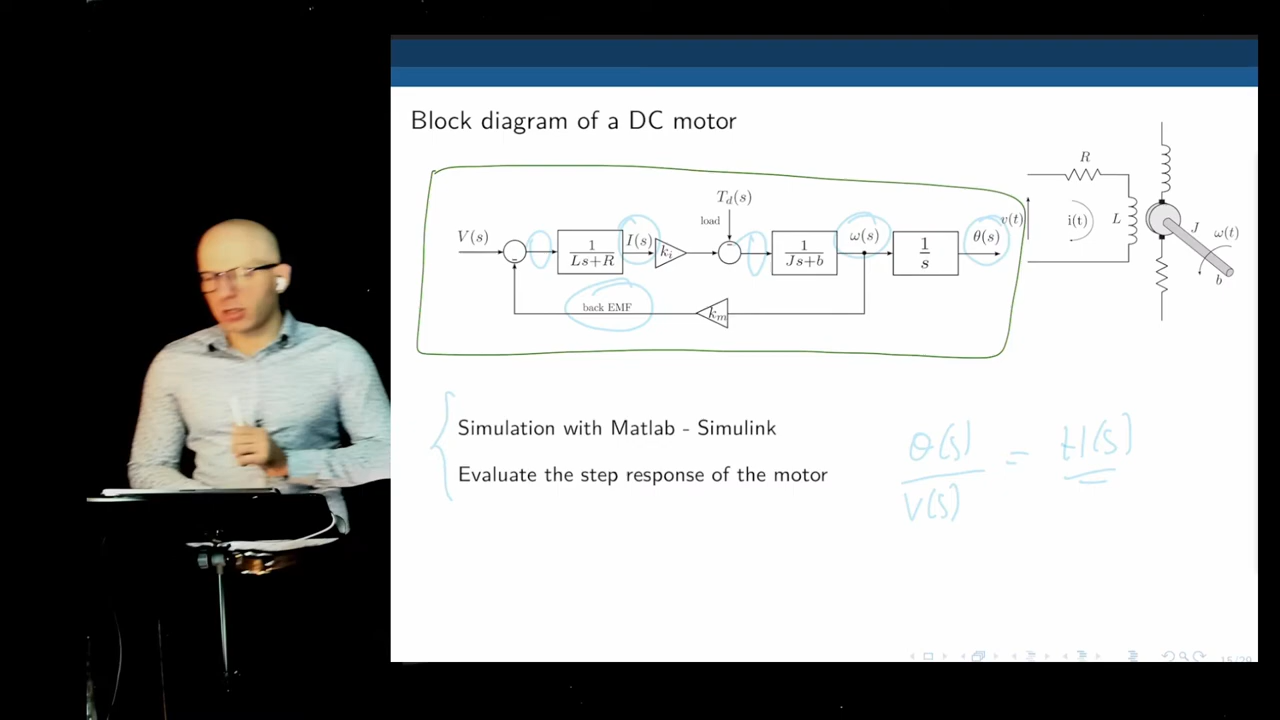 Block diagram of a DC motor
V(s)
-
1
Ls+R
I(s)
k_i
T_d(s)
load
-
1
Js+b
ω(s)
1
s
θ(s)
back EMF
k_m
R
v(t)
i(t)
L
J
ω(t)
b
Simulation with Matlab - Simulink
Evaluate the step response of the motor
θ(s)
V(s)
= H(s)